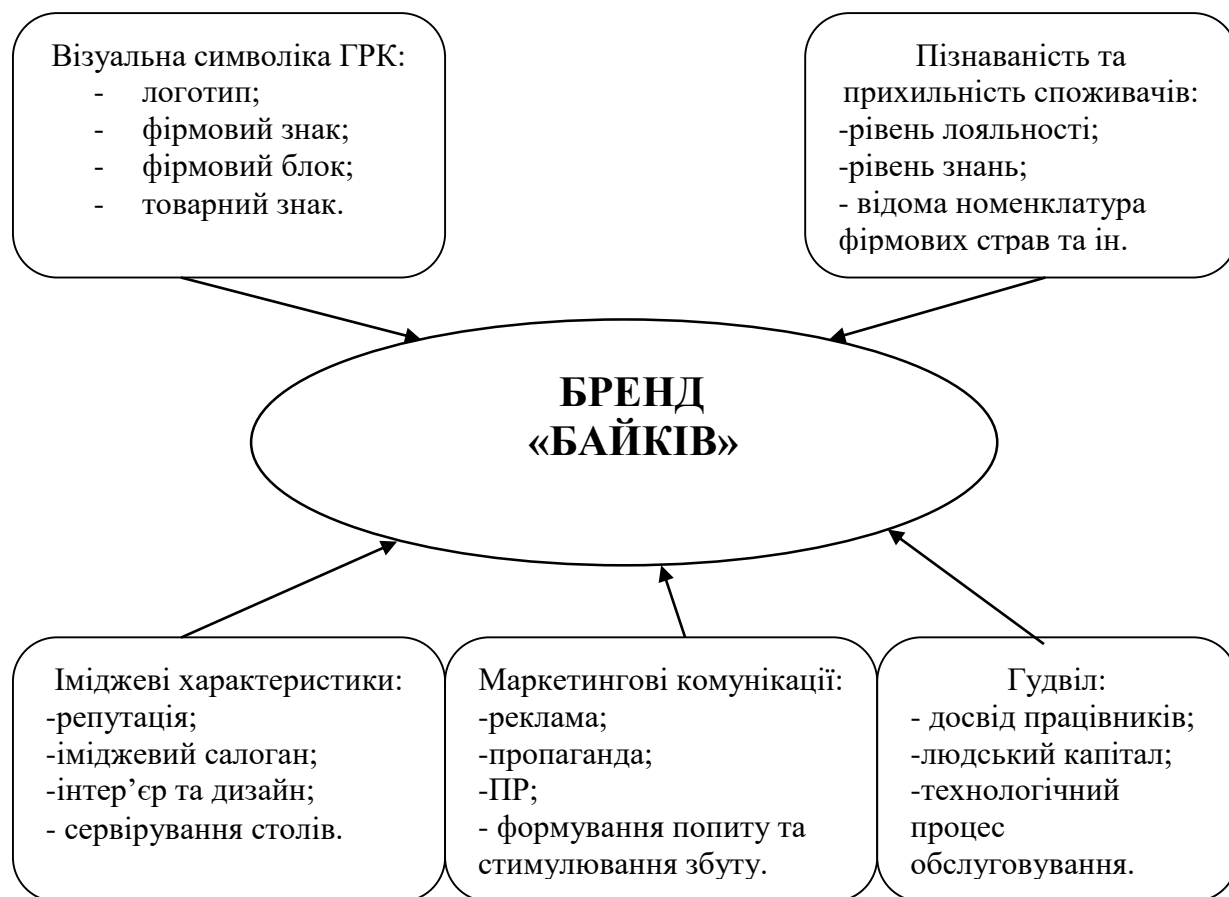 Візуальна символіка ГРК:
- логотип;
- фірмовий знак;
- фірмовий блок;
- товарний знак.
Пізнаваність та
прихильність споживачів:
-рівень лояльності;
-рівень знань;
- відома номенклатура
фірмових страв та ін.
БРЕНД
«БАЙКІВ»
Іміджеві характеристики:
-репутація;
-іміджевий салоган;
-інтер’єр та дизайн;
- сервірування столів.
Маркетингові комунікації:
-реклама;
-пропаганда;
-ПР;
- формування попиту та
стимулювання збуту.
Гудвіл:
- досвід працівників;
-людський капітал;
-технологічний
процес
обслуговування.